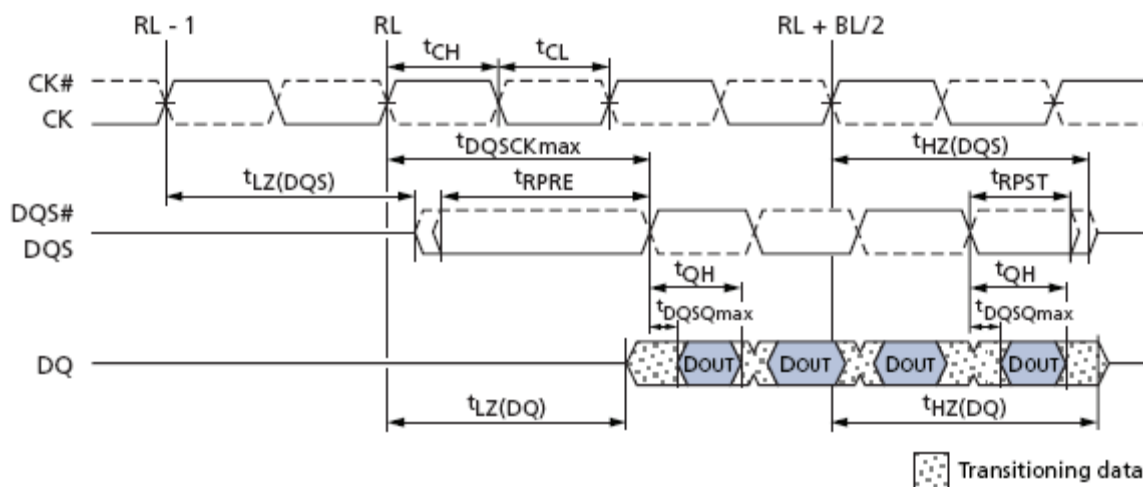 RL - 1 RL RL + BL/2
tCH tCL
CK#
CK
tDQSCKmax tHZ(DQS)
tLZ(DQS) tRPRE tRPST
DQS#
DQS
tQH tQH
tDQSQmax tDQSQmax
DQ DOUT DOUT DOUT DOUT
tLZ(DQ) tHZ(DQ)
Transitioning data